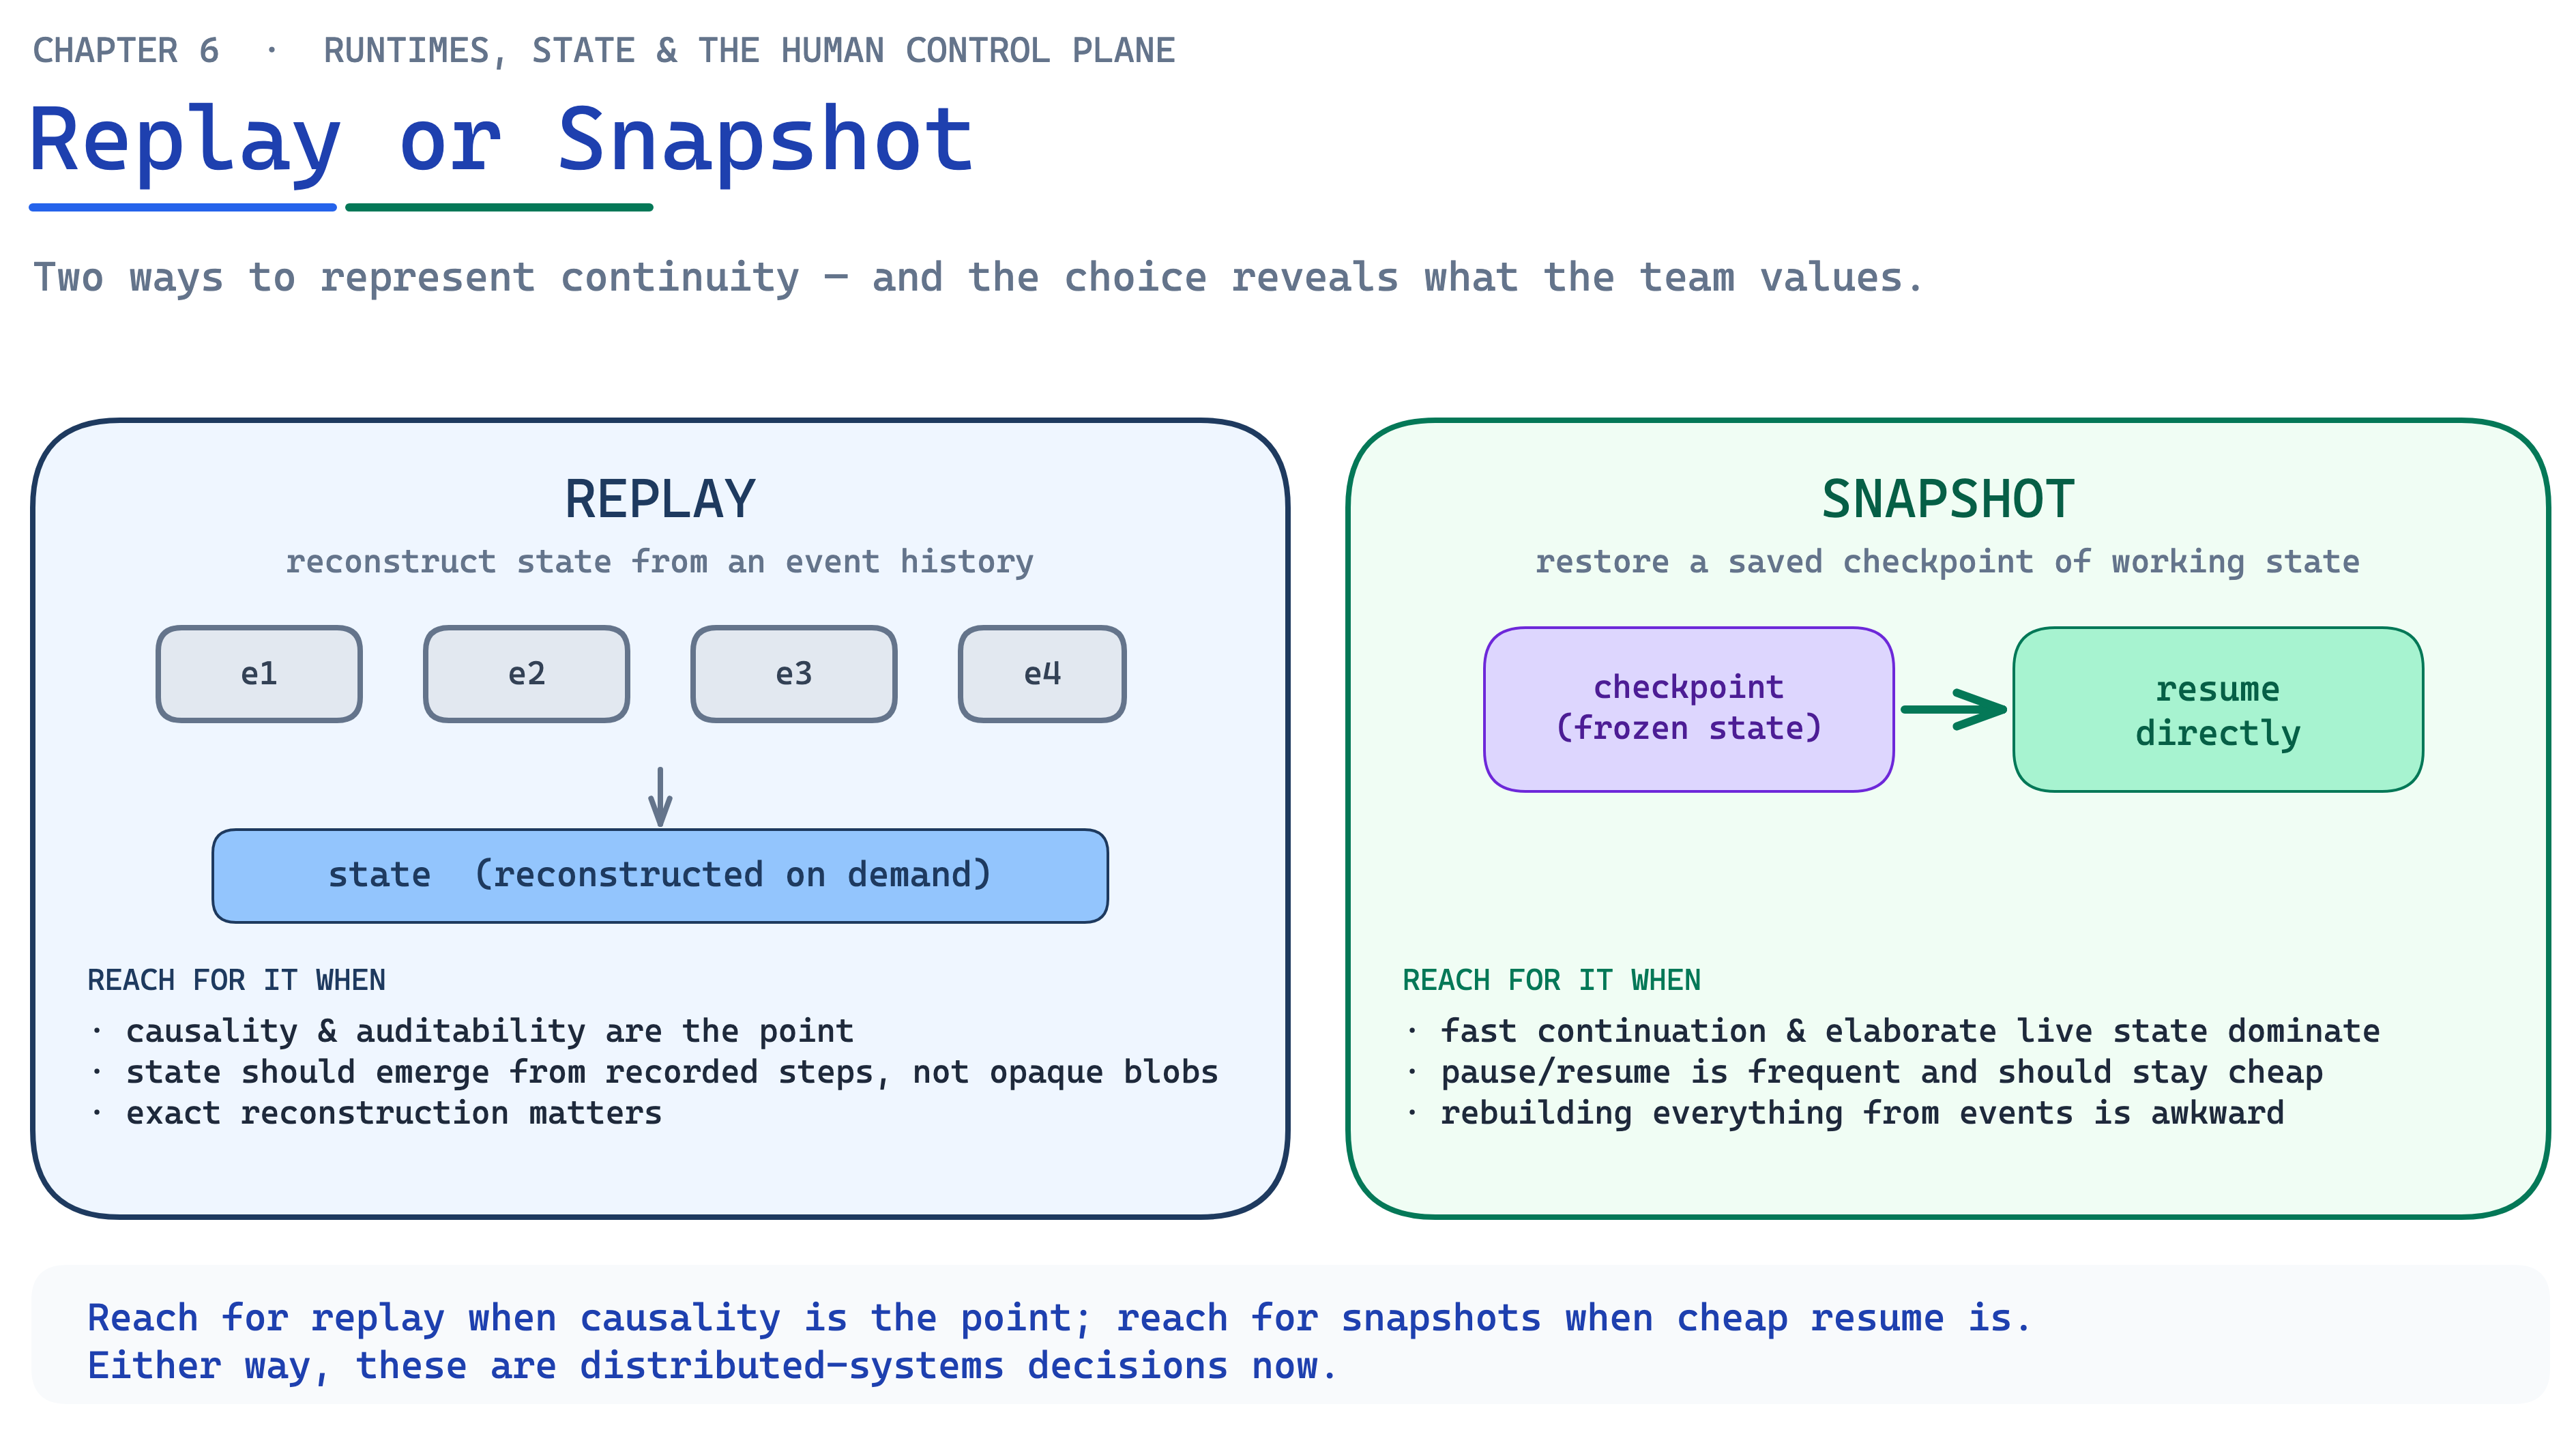 CHAPTER 6 · RUNTIMES, STATE & THE HUMAN CONTROL PLANE
Replay or Snapshot
Two ways to represent continuity — and the choice reveals what the team values.
REPLAY
reconstruct state from an event history
e1
e2
e3
e4
state (reconstructed on demand)
REACH FOR IT WHEN
· causality & auditability are the point
· state should emerge from recorded steps, not opaque blobs
· exact reconstruction matters
SNAPSHOT
restore a saved checkpoint of working state
checkpoint
(frozen state)
resume
directly
REACH FOR IT WHEN
· fast continuation & elaborate live state dominate
· pause/resume is frequent and should stay cheap
· rebuilding everything from events is awkward
Reach for replay when causality is the point; reach for snapshots when cheap resume is.
Either way, these are distributed-systems decisions now.